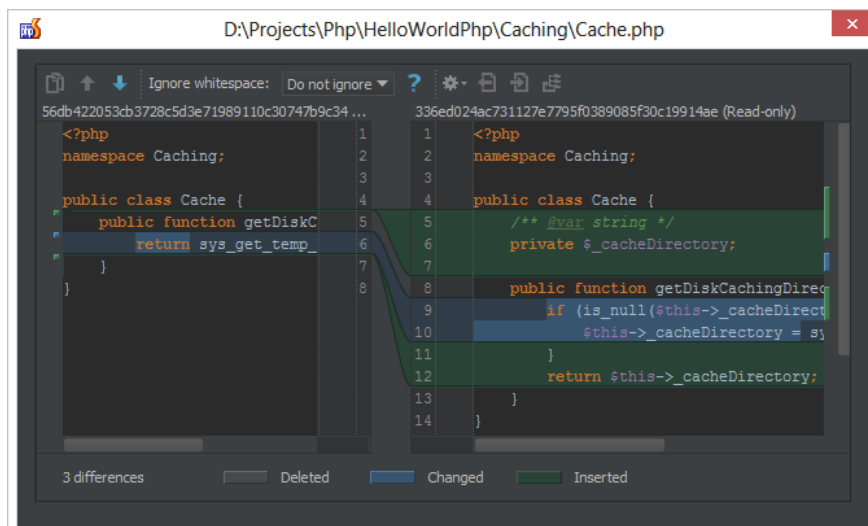 D:\Projects\Php\HelloWorldPhp\Caching\Cache.php
Ignore whitespace: Do not ignore
56db422053cb3728c5d3e71989110c30747b9c34 ...
336ed024ac731127e7795f0389085f30c19914ae (Read-only)
<?php 1
namespace Caching; 2
3
public class Cache { 4
public function getDiskC 5
return sys_get_temp_ 6
} 7
} 8
1 <?php
2 namespace Caching;
3
4 public class Cache {
5 /** @var string */
6 private $_cacheDirectory;
7
8 public function getDiskCachingDirec
9 if (is_null($this->_cacheDirect
10 $this->_cacheDirectory = sy
11 }
12 return $this->_cacheDirectory;
13 }
14 }
3 differences Deleted Changed Inserted